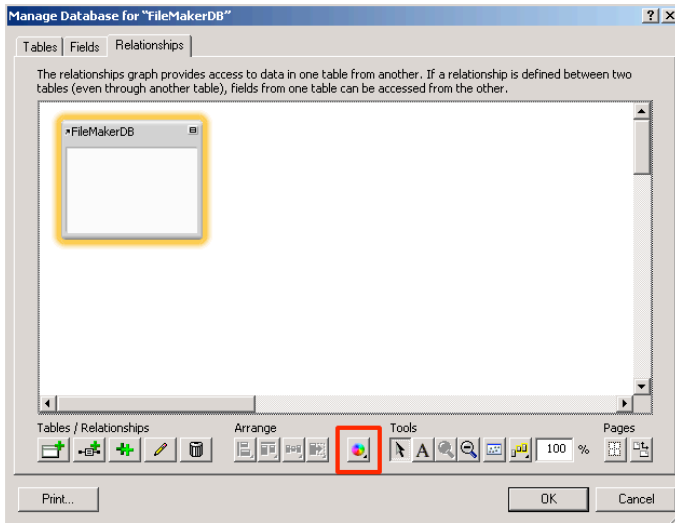 Manage Database for "FileMakerDB"
Tables Fields Relationships
The relationships graph provides access to data in one table from another. If a relationship is defined between two
tables (even through another table), fields from one table can be accessed from the other.
FileMakerDB
Tables / Relationships Arrange Tools Pages
A 100 %
Print... OK Cancel